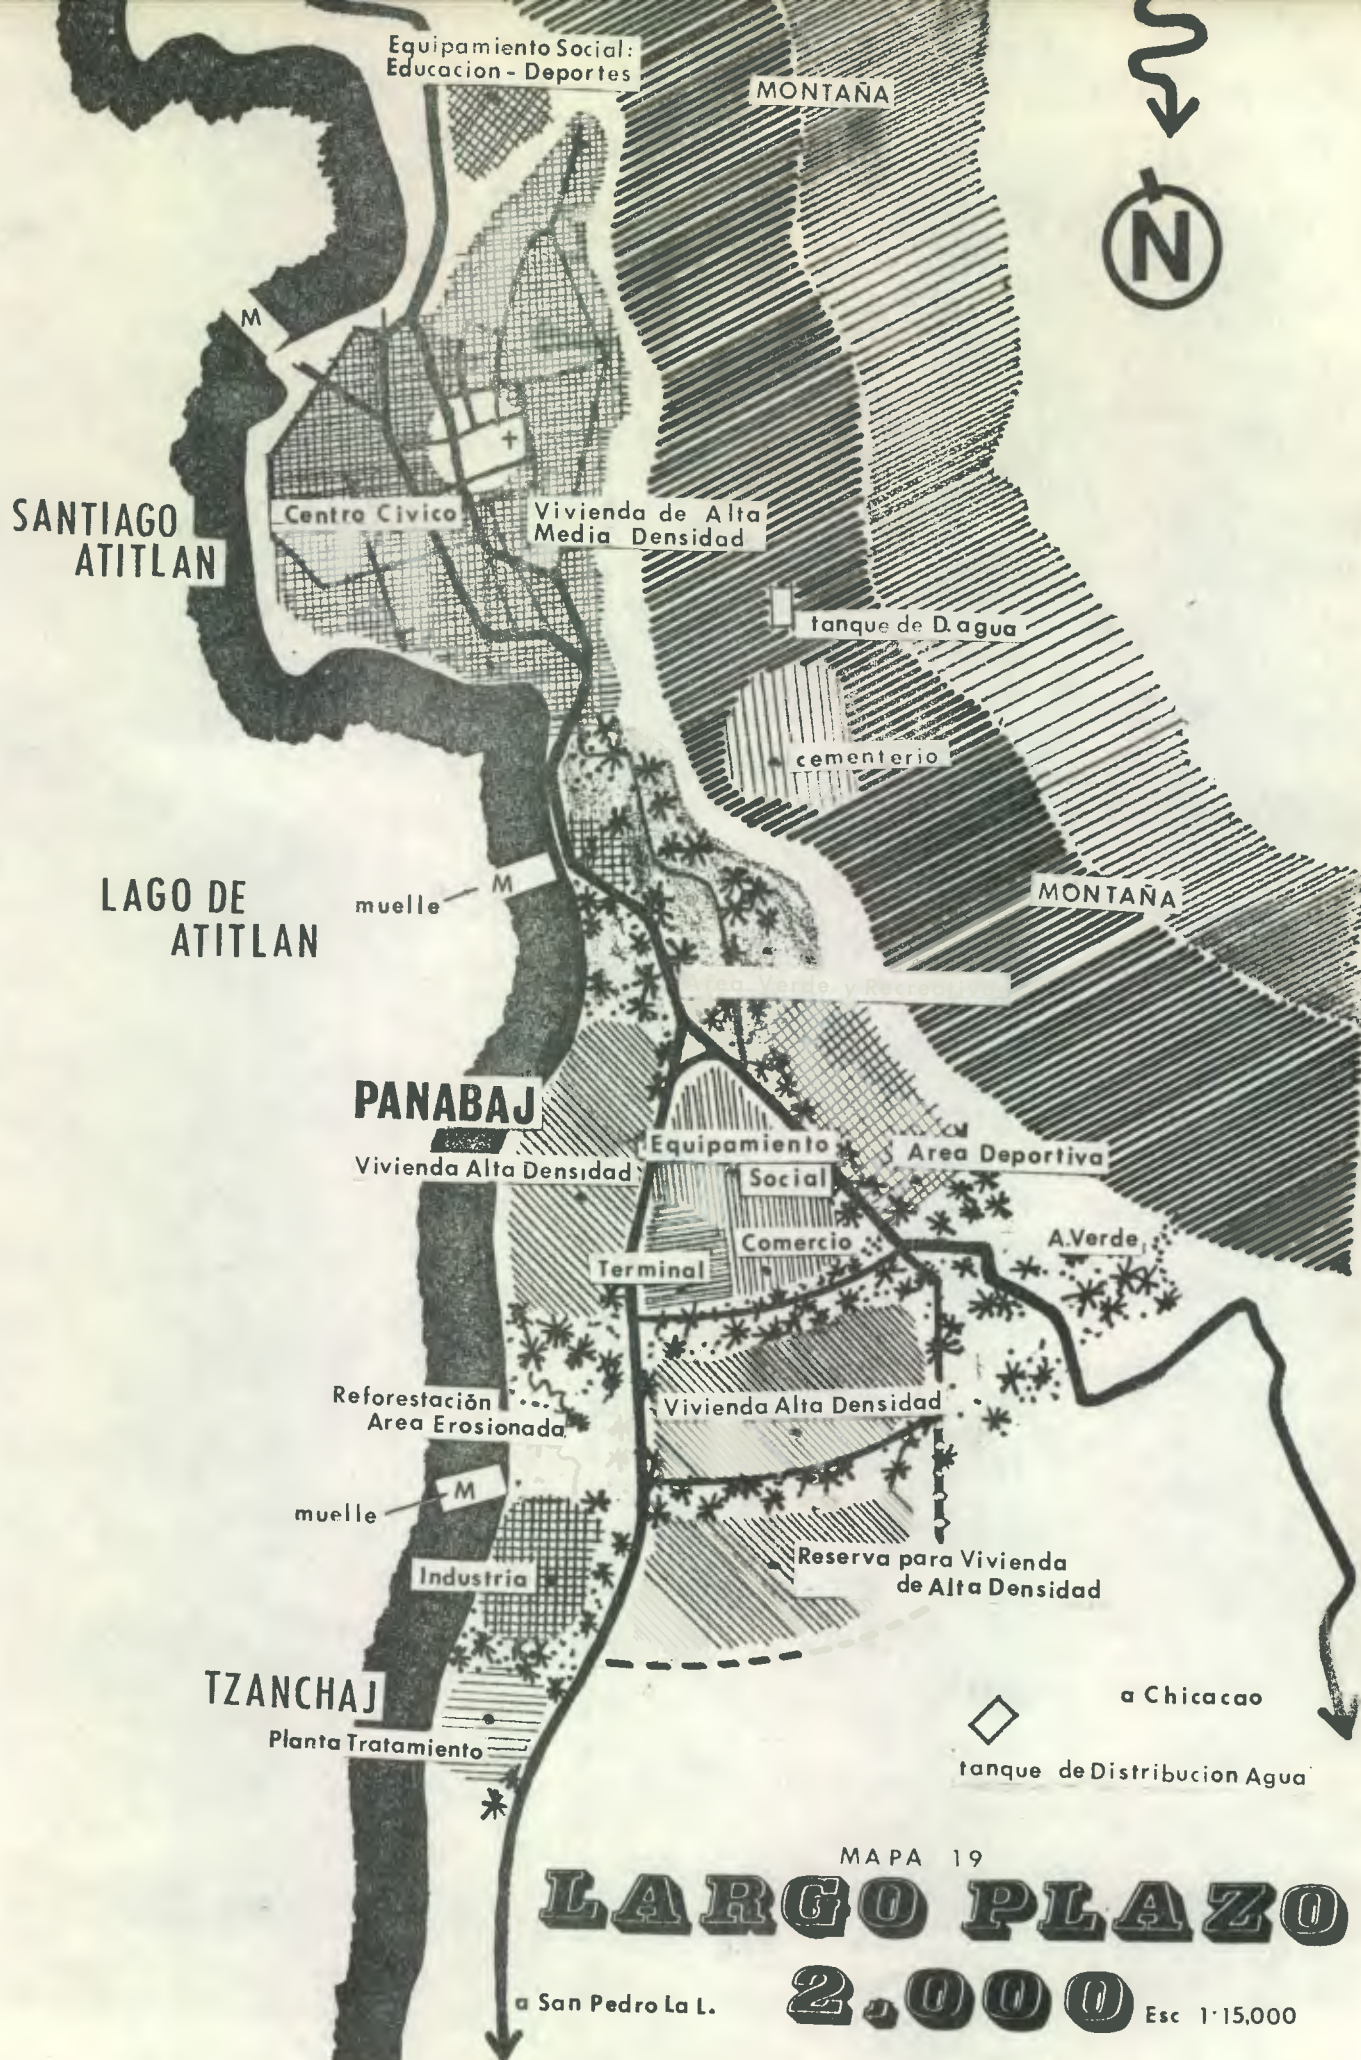 Equipamiento Social:
Educacion - Deportes
MONTAÑA
N
M
SANTIAGO
ATITLAN
Centro Civico
Vivienda de Alta
Media Densidad
tanque de D. agua
cementerio
LAGO DE
ATITLAN
muelle
M
MONTAÑA
Area Verde y Recreativa
PANABAJ
Vivienda Alta Densidad
Equipamiento
Social
Area Deportiva
Comercio
A. Verde
Terminal
Reforestación
Area Erosionada
Vivienda Alta Densidad
M
muelle
Industria
Reserva para Vivienda
de Alta Densidad
TZANCHAJ
Planta Tratamiento
a Chicacao
tanque de Distribucion Agua
MAPA 19
LARGO PLAZO
2.000
Esc 1·15,000
a San Pedro La L.